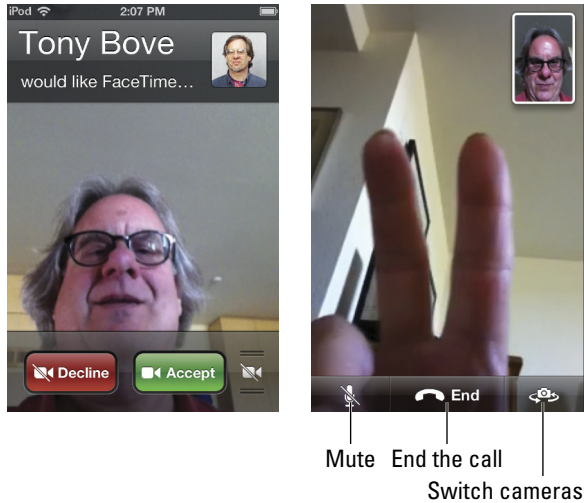 iPod 2:07 PM
Tony Bove
would like FaceTime...
Decline Accept
End
Mute End the call
Switch cameras